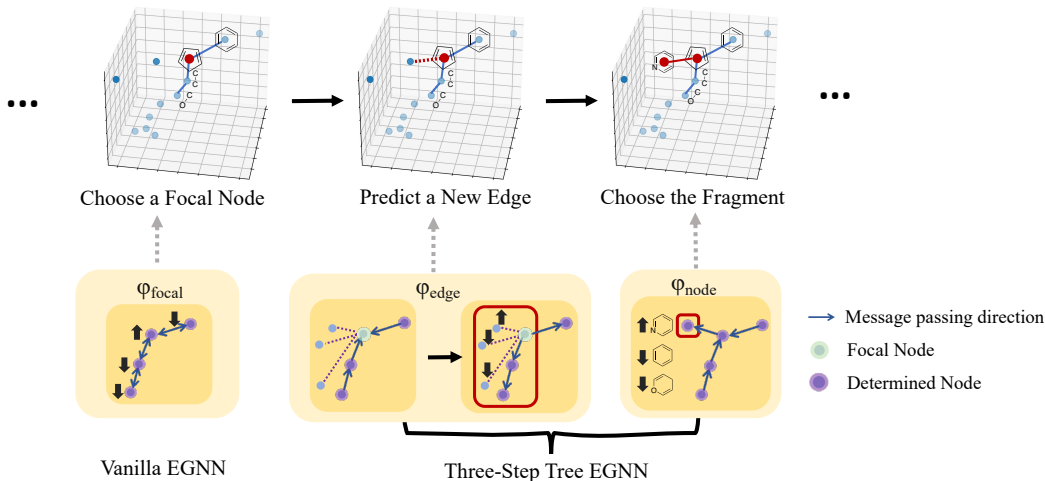 C
C
C
O
C
C
C
O
N
C
C
C
O
...
...
Choose a Focal Node
Predict a New Edge
Choose the Fragment
φfocal
φedge
φnode
N
O
Message passing direction
Focal Node
Determined Node
Vanilla EGNN
Three-Step Tree EGNN